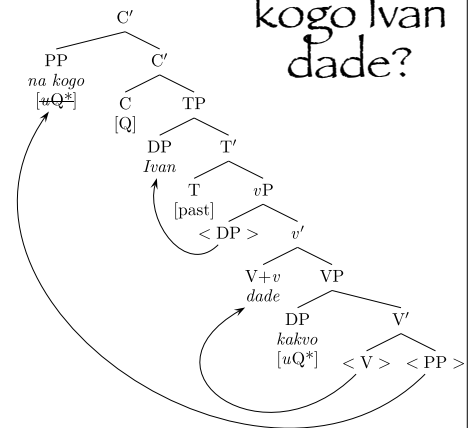 kogo Ivan
dade?
C′
PP C′
na kogo
[uQ*]
C TP
[Q]
DP T′
Ivan
T vP
[past]
< DP > v′
V+v VP
dade
DP V′
kakvo
[uQ*]
< V > < PP >